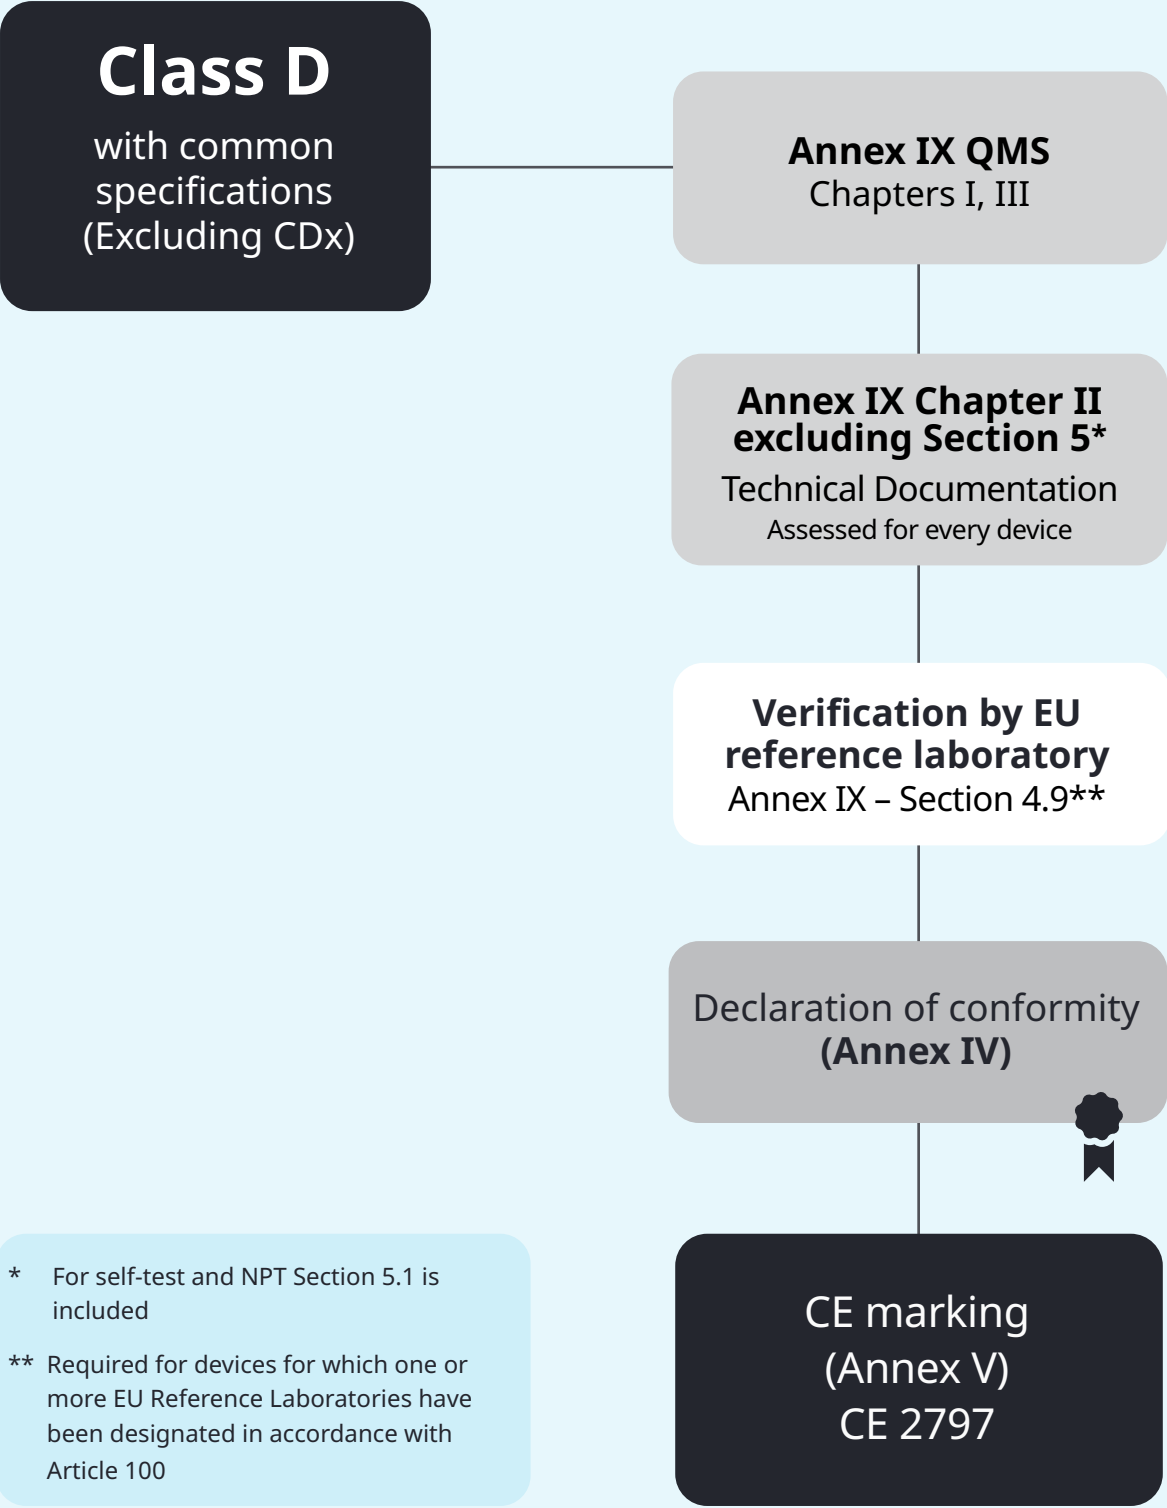 Class D
with common
specifications
(Excluding CDx)
Annex IX QMS
Chapters I, III
Annex IX Chapter II
excluding Section 5*
Technical Documentation
Assessed for every device
Verification by EU
reference laboratory
Annex IX – Section 4.9**
Declaration of conformity
(Annex IV)
* For self-test and NPT Section 5.1 is
included
** Required for devices for which one or
more EU Reference Laboratories have
been designated in accordance with
Article 100
CE marking
(Annex V)
CE 2797